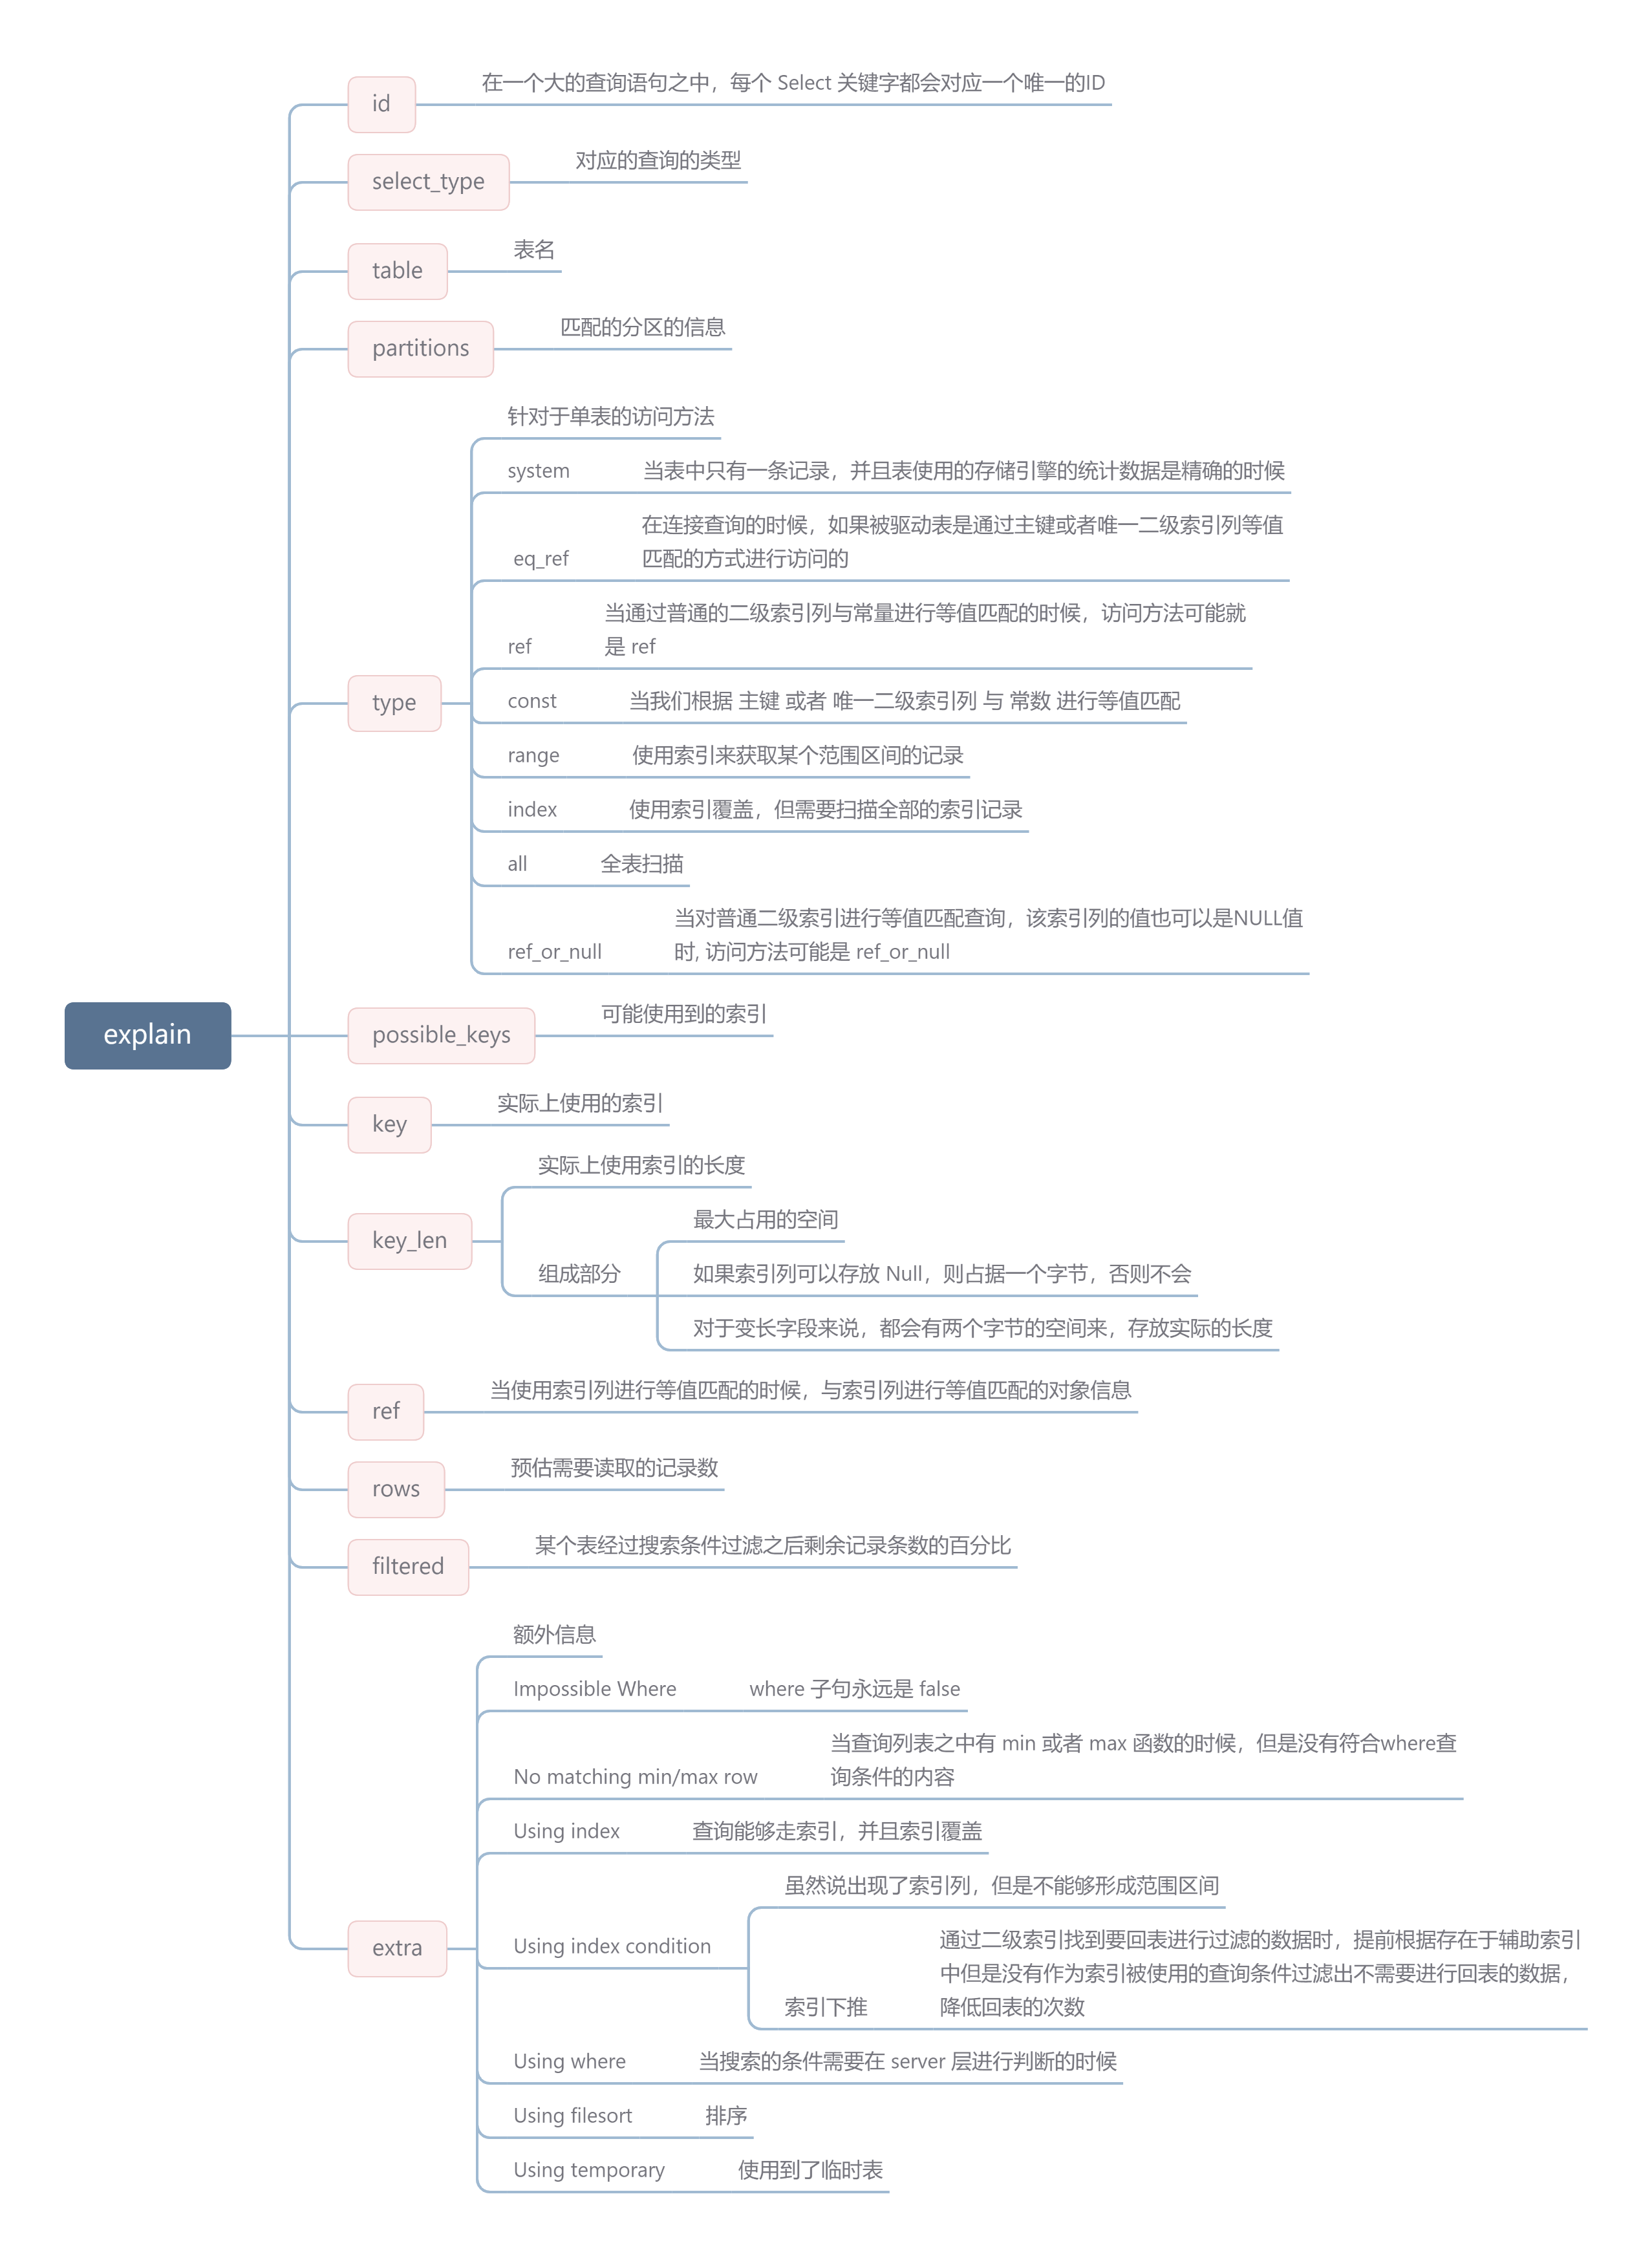 id
在一个大的查询语句之中，每个 Select 关键字都会对应一个唯一的ID
select_type
对应的查询的类型
table
表名
partitions
匹配的分区的信息
type
针对于单表的访问方法
system
当表中只有一条记录，并且表使用的存储引擎的统计数据是精确的时候
eq_ref
在连接查询的时候，如果被驱动表是通过主键或者唯一二级索引列等值
匹配的方式进行访问的
ref
当通过普通的二级索引列与常量进行等值匹配的时候，访问方法可能就
是 ref
const
当我们根据 主键 或者 唯一二级索引列 与 常数 进行等值匹配
range
使用索引来获取某个范围区间的记录
index
使用索引覆盖，但需要扫描全部的索引记录
all
全表扫描
ref_or_null
当对普通二级索引进行等值匹配查询，该索引列的值也可以是NULL值
时, 访问方法可能是 ref_or_null
explain
possible_keys
可能使用到的索引
key
实际上使用的索引
key_len
实际上使用索引的长度
组成部分
最大占用的空间
如果索引列可以存放 Null，则占据一个字节，否则不会
对于变长字段来说，都会有两个字节的空间来，存放实际的长度
ref
当使用索引列进行等值匹配的时候，与索引列进行等值匹配的对象信息
rows
预估需要读取的记录数
filtered
某个表经过搜索条件过滤之后剩余记录条数的百分比
extra
额外信息
Impossible Where
where 子句永远是 false
No matching min/max row
当查询列表之中有 min 或者 max 函数的时候，但是没有符合where查
询条件的内容
Using index
查询能够走索引，并且索引覆盖
Using index condition
虽然说出现了索引列，但是不能够形成范围区间
索引下推
通过二级索引找到要回表进行过滤的数据时，提前根据存在于辅助索引
中但是没有作为索引被使用的查询条件过滤出不需要进行回表的数据，
降低回表的次数
Using where
当搜索的条件需要在 server 层进行判断的时候
Using filesort
排序
Using temporary
使用到了临时表